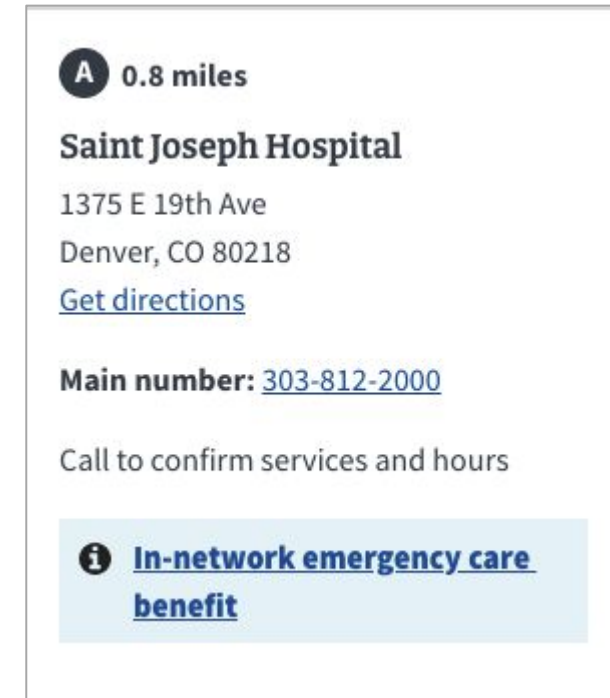 A 0.8 miles
Saint Joseph Hospital
1375 E 19th Ave
Denver, CO 80218
Get directions
Main number: 303-812-2000
Call to confirm services and hours
In-network emergency care
benefit